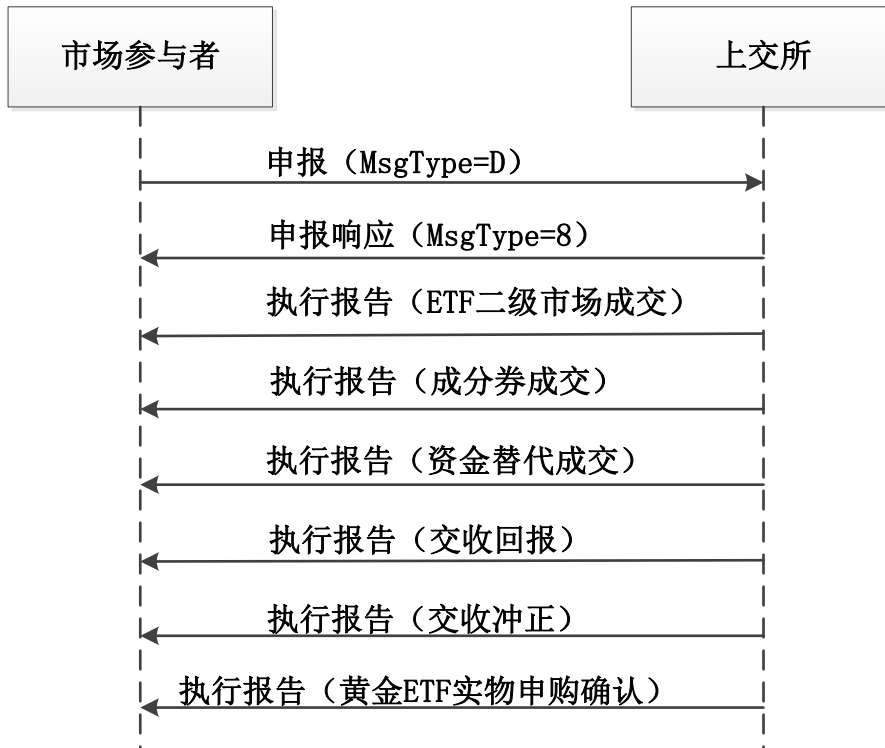 市场参与者
上交所
申报（MsgType=D）
申报响应（MsgType=8）
执行报告（ETF二级市场成交）
执行报告（成分券成交）
执行报告（资金替代成交）
执行报告（交收回报）
执行报告（交收冲正）
执行报告（黄金ETF实物申购确认）